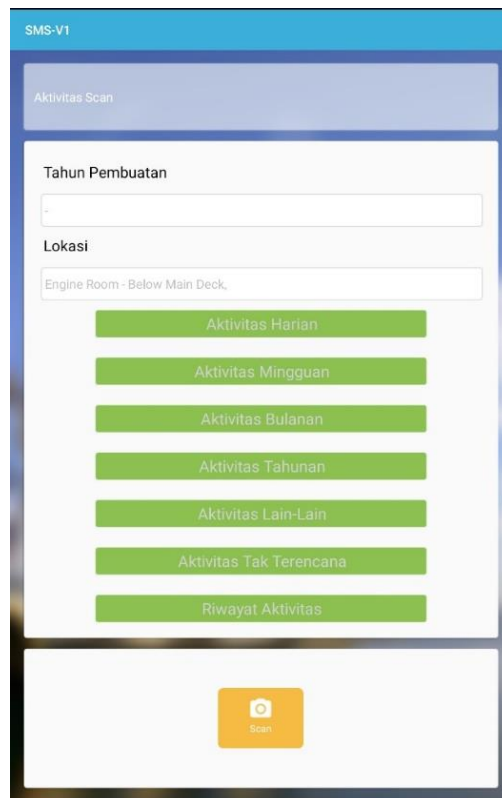 SMS-V1
Aktivitas Scan
Tahun Pembuatan
-
Lokasi
Engine Room - Below Main Deck,
Aktivitas Harian
Aktivitas Mingguan
Aktivitas Bulanan
Aktivitas Tahunan
Aktivitas Lain-Lain
Aktivitas Tak Terencana
Riwayat Aktivitas
Scan